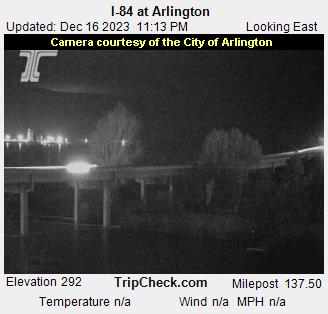 I-84 at Arlington
Updated: Dec 16 2023 11:13 PM Looking East
Camera courtesy of the City of Arlington
Elevation 292 TripCheck.com Milepost 137.50
Temperature n/a Wind n/a MPH n/a